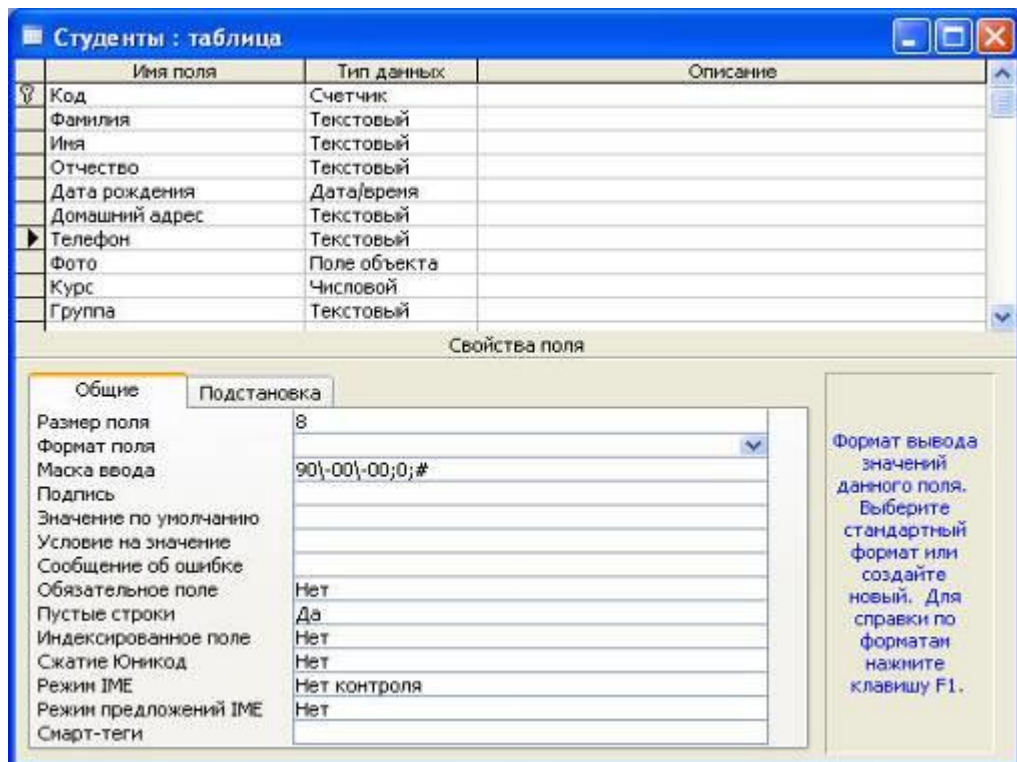 Студенты : таблица
Имя поля Тип данных Описание
Код Счетчик
Фамилия Текстовый
Имя Текстовый
Отчество Текстовый
Дата рождения Дата/время
Домашний адрес Текстовый
Телефон Текстовый
Фото Поле объекта
Курс Числовой
Группа Текстовый
Свойства поля
Общие Подстановка
Размер поля 8
Формат поля
Маска ввода 90\-00\-00;0;#
Подпись
Значение по умолчанию
Условие на значение
Сообщение об ошибке
Обязательное поле Нет
Пустые строки Да
Индексированное поле Нет
Сжатие Юникод Нет
Режим IME Нет контроля
Режим предложений IME Нет
Смарт-теги
Формат вывода
значений
данного поля.
Выберите
стандартный
формат или
создайте
новый. Для
справки по
форматам
нажмите
клавишу F1.